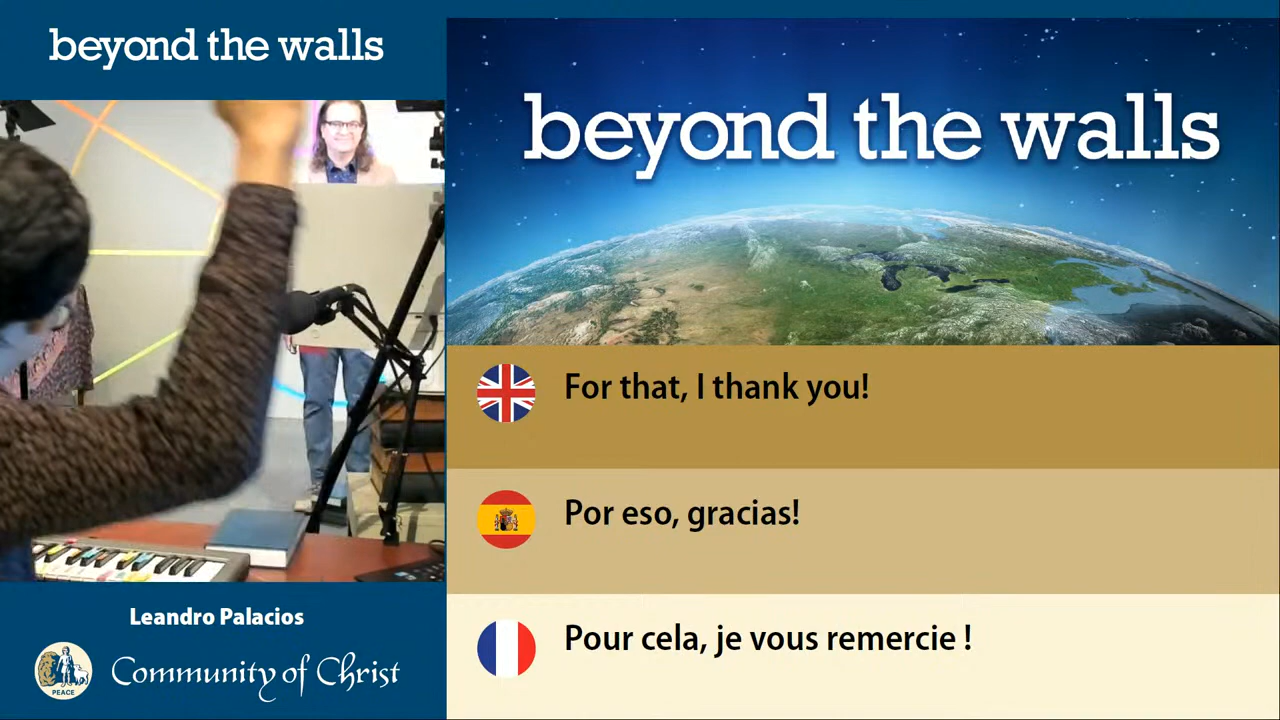 beyond the walls
beyond the walls
For that, I thank you!
Por eso, gracias!
Pour cela, je vous remercie !
Leandro Palacios
PEACE
Community of Christ